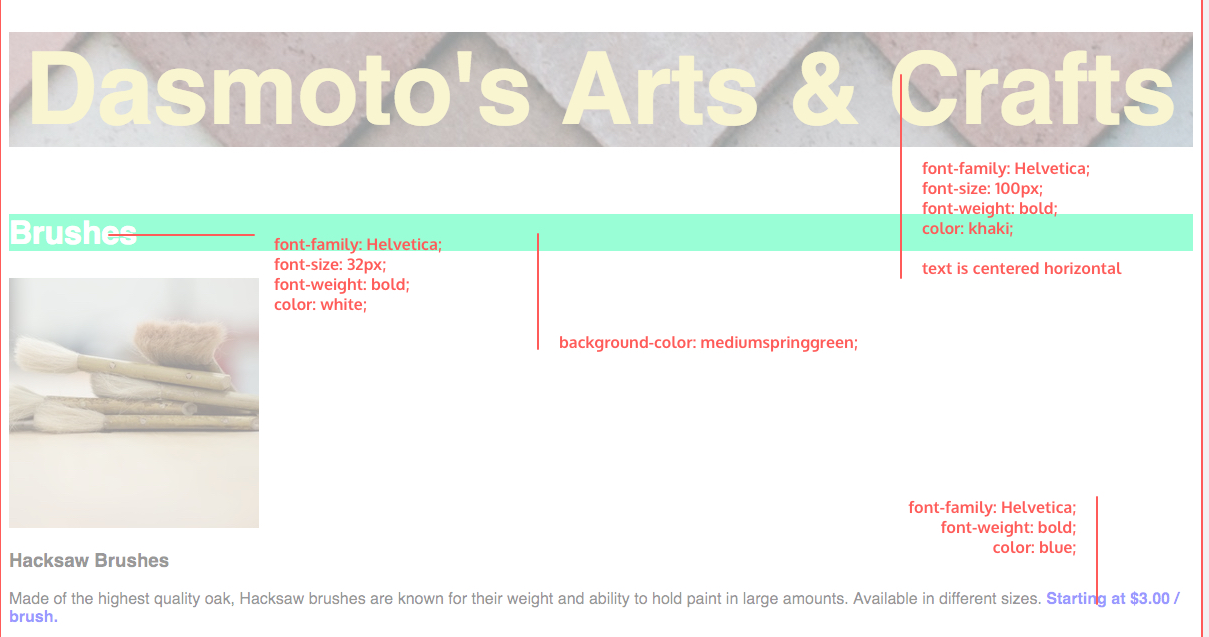 Dasmoto's Arts & Crafts
font-family: Helvetica;
font-size: 100px;
font-weight: bold;
color: khaki;
text is centered horizontal
Brushes
font-family: Helvetica;
font-size: 32px;
font-weight: bold;
color: white;
background-color: mediumspringgreen;
font-family: Helvetica;
font-weight: bold;
color: blue;
Hacksaw Brushes
Made of the highest quality oak, Hacksaw brushes are known for their weight and ability to hold paint in large amounts. Available in different sizes. Starting at $3.00 /
brush.